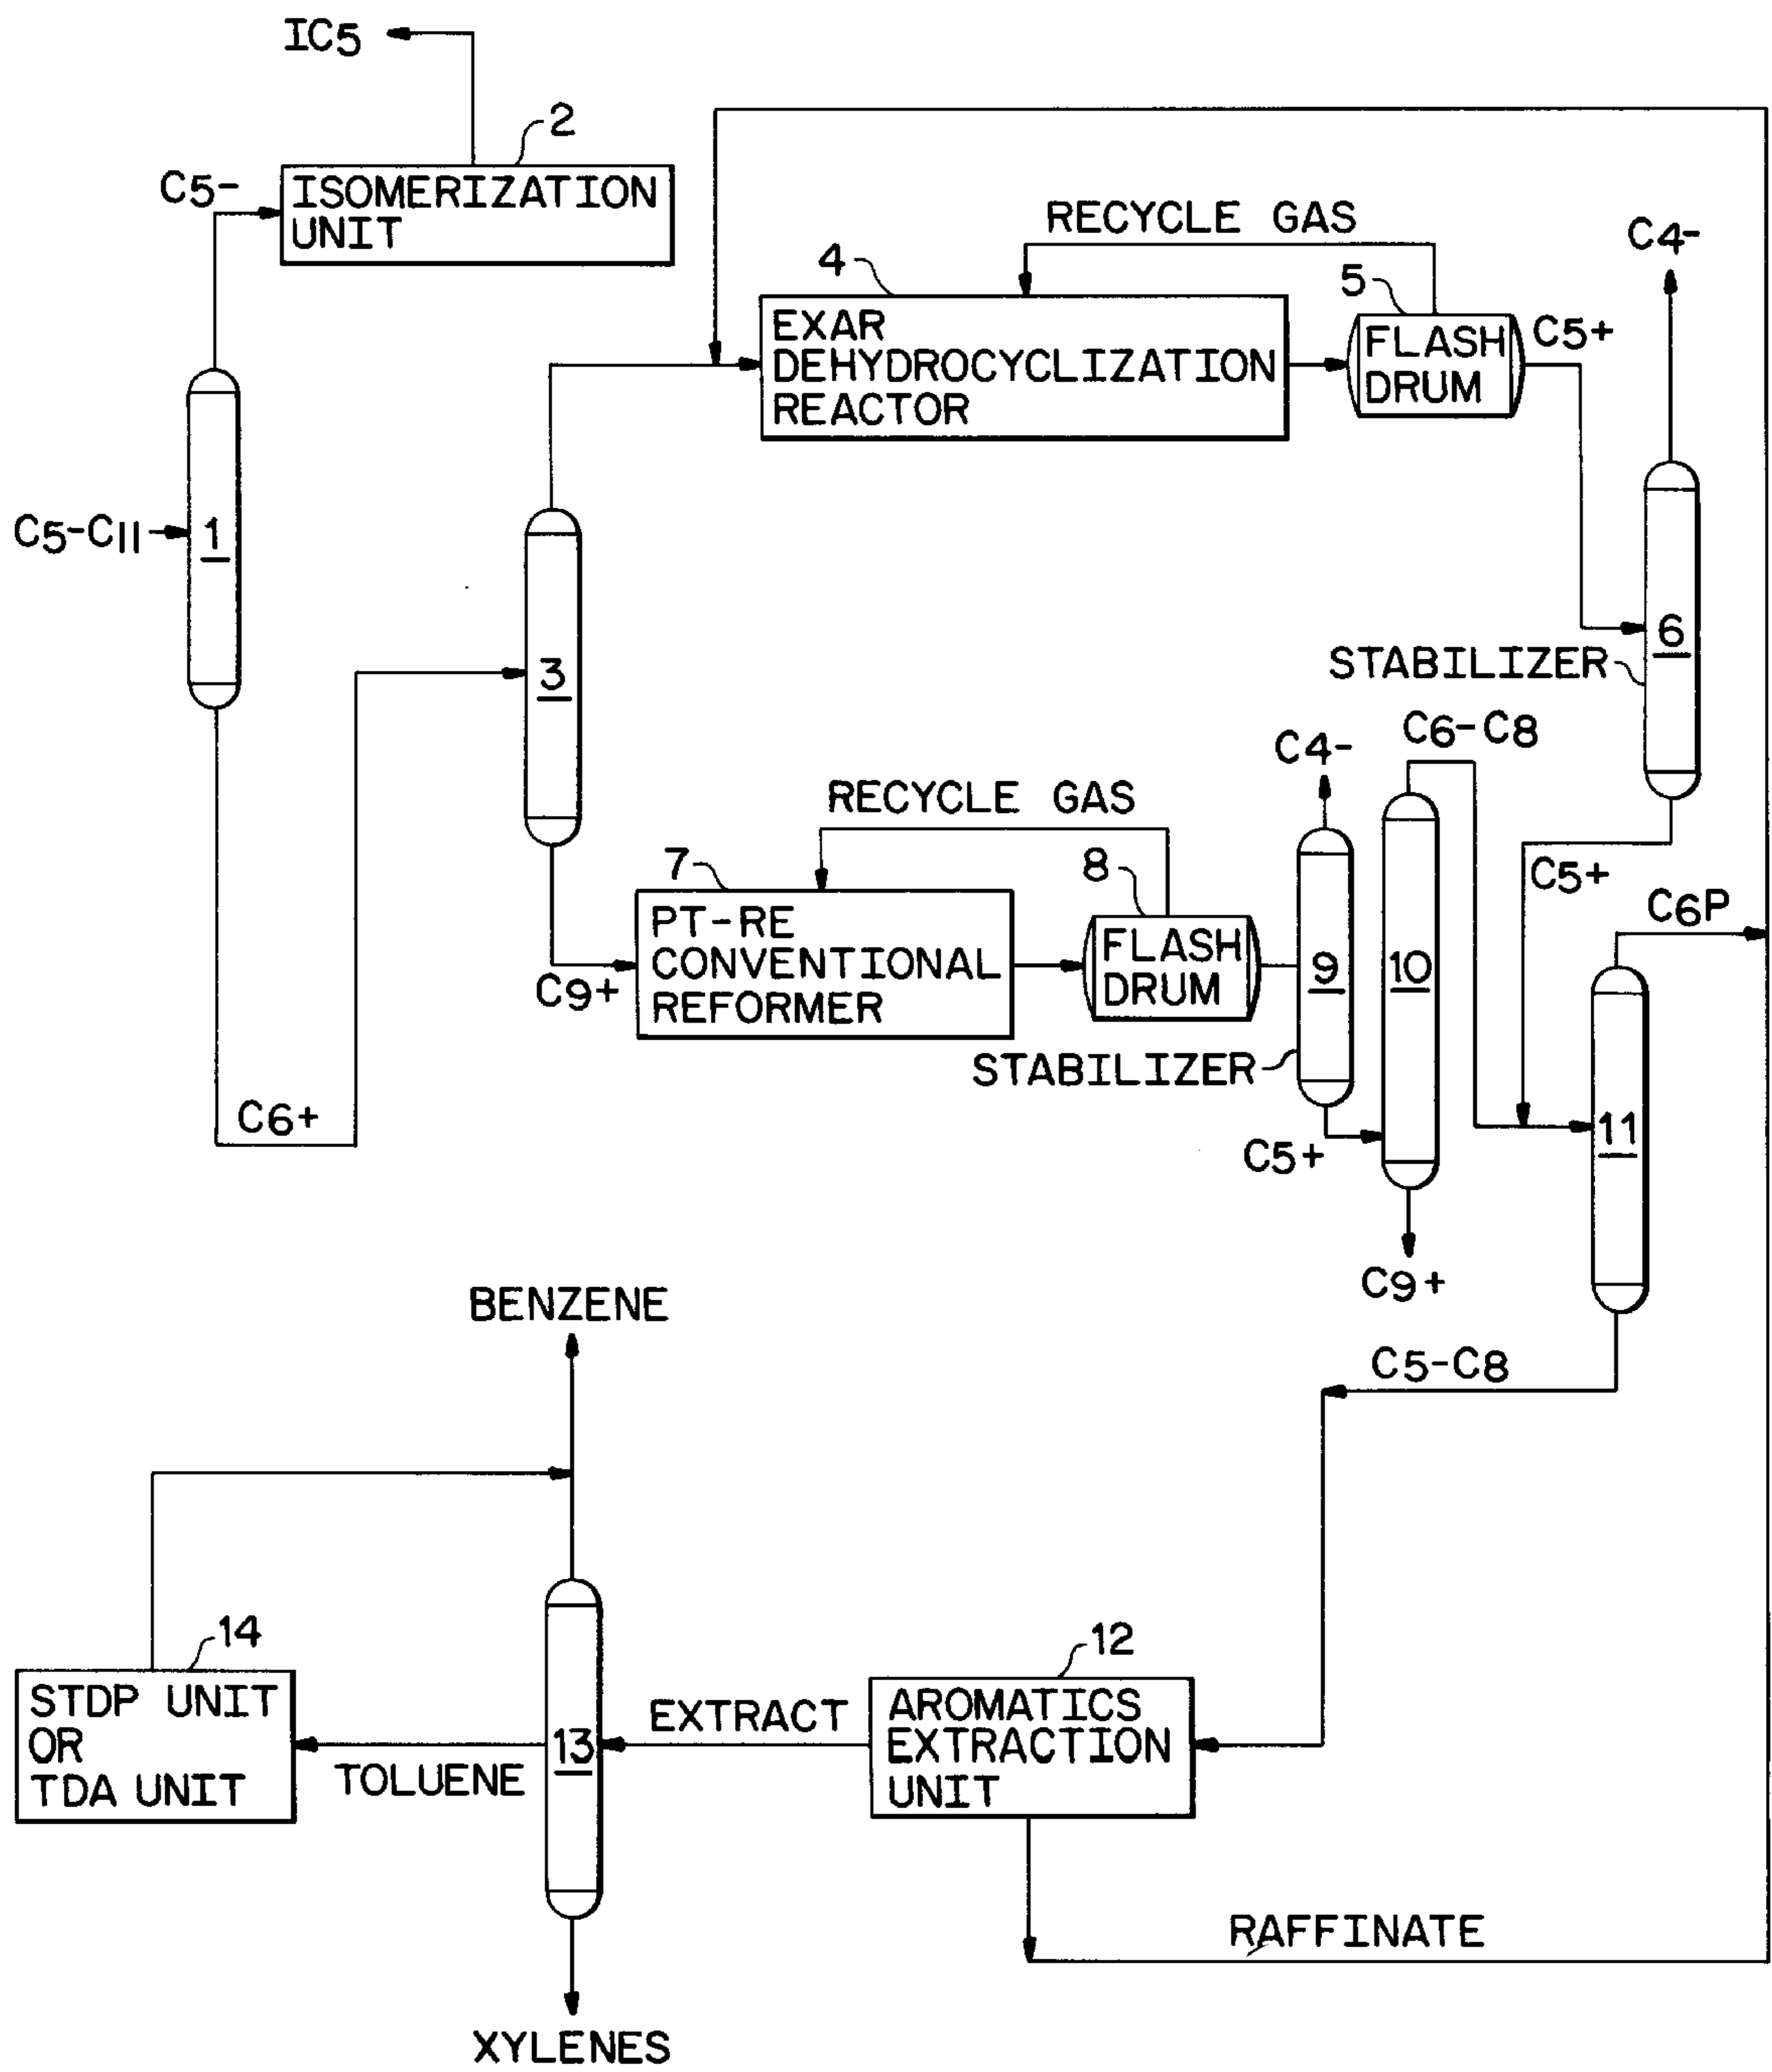 IC5
2
C5-
ISOMERIZATION
UNIT
RECYCLE GAS
C4-
4
5
EXAR
DEHYDROCYCLIZATION
REACTOR
FLASH
DRUM
C5+
C5-C11
1
3
6
STABILIZER
C6-C8
C4-
RECYCLE GAS
7
8
C5+
C6P
PT-RE
CONVENTIONAL
REFORMER
FLASH
DRUM
9
10
C9+
STABILIZER
C6+
C5+
11
C9+
BENZENE
C5-C8
14
12
STDP UNIT
OR
TDA UNIT
TOLUENE
13
EXTRACT
AROMATICS
EXTRACTION
UNIT
RAFFINATE
XYLENES